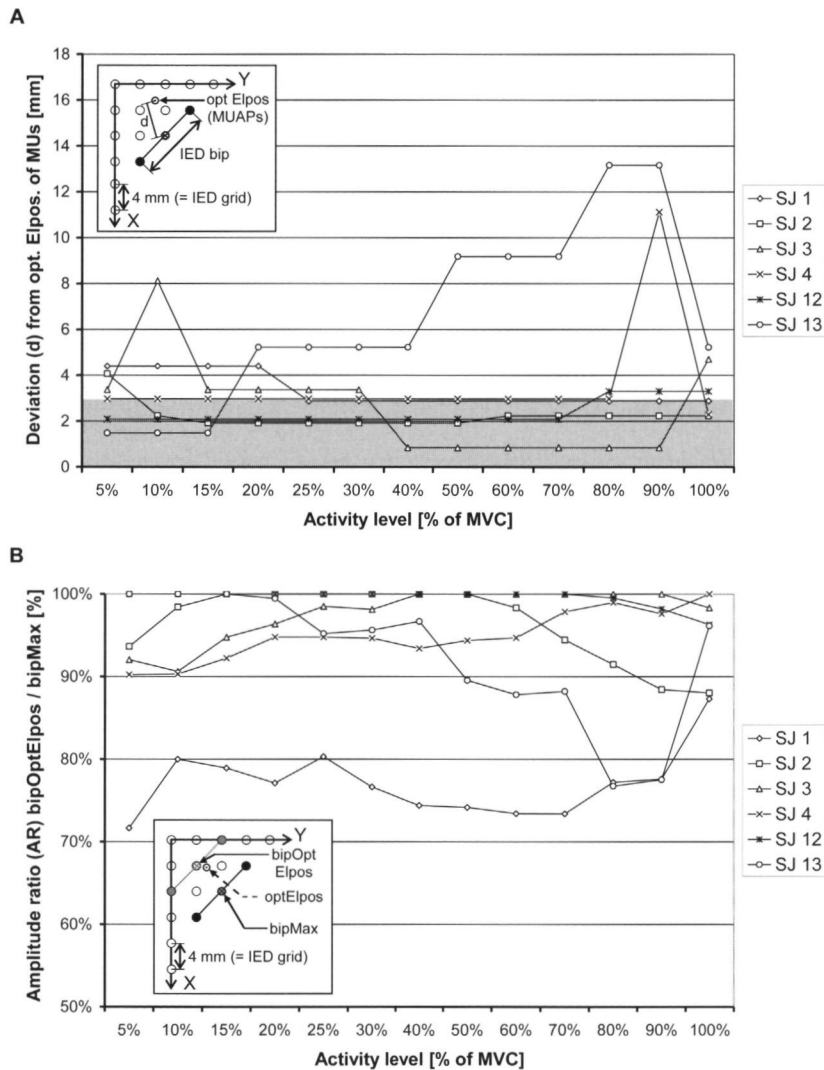 A
Deviation (d) from opt. Elpos. of MUs [mm]
18
16
14
12
10
8
6
4
2
0
Y
opt Elpos
(MUAPs)
d
IED bip
4 mm (= IED grid)
X
5% 10% 15% 20% 25% 30% 40% 50% 60% 70% 80% 90% 100%
Activity level [% of MVC]
SJ 1
SJ 2
SJ 3
SJ 4
SJ 12
SJ 13
B
Amplitude ratio (AR) bipOptElpos / bipMax [%]
100%
90%
80%
70%
60%
50%
Y
bipOpt
Elpos
optElpos
bipMax
4 mm (= IED grid)
X
5% 10% 15% 20% 25% 30% 40% 50% 60% 70% 80% 90% 100%
Activity level [% of MVC]
SJ 1
SJ 2
SJ 3
SJ 4
SJ 12
SJ 13